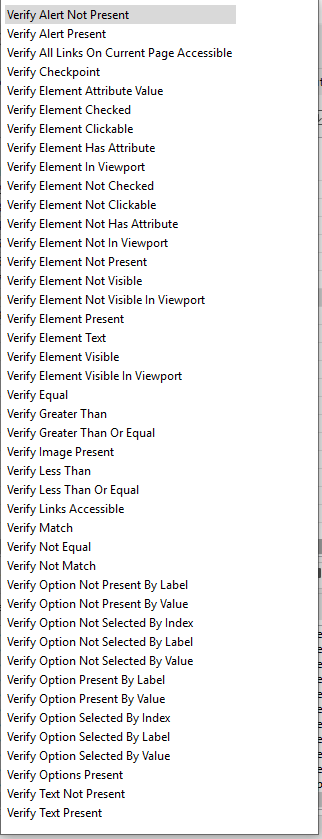 Verify Alert Not Present
Verify Alert Present
Verify All Links On Current Page Accessible
Verify Checkpoint
Verify Element Attribute Value
Verify Element Checked
Verify Element Clickable
Verify Element Has Attribute
Verify Element In Viewport
Verify Element Not Checked
Verify Element Not Clickable
Verify Element Not Has Attribute
Verify Element Not In Viewport
Verify Element Not Present
Verify Element Not Visible
Verify Element Not Visible In Viewport
Verify Element Present
Verify Element Text
Verify Element Visible
Verify Element Visible In Viewport
Verify Equal
Verify Greater Than
Verify Greater Than Or Equal
Verify Image Present
Verify Less Than
Verify Less Than Or Equal
Verify Links Accessible
Verify Match
Verify Not Equal
Verify Not Match
Verify Option Not Present By Label
Verify Option Not Present By Value
Verify Option Not Selected By Index
Verify Option Not Selected By Label
Verify Option Not Selected By Value
Verify Option Present By Label
Verify Option Present By Value
Verify Option Selected By Index
Verify Option Selected By Label
Verify Option Selected By Value
Verify Options Present
Verify Text Not Present
Verify Text Present